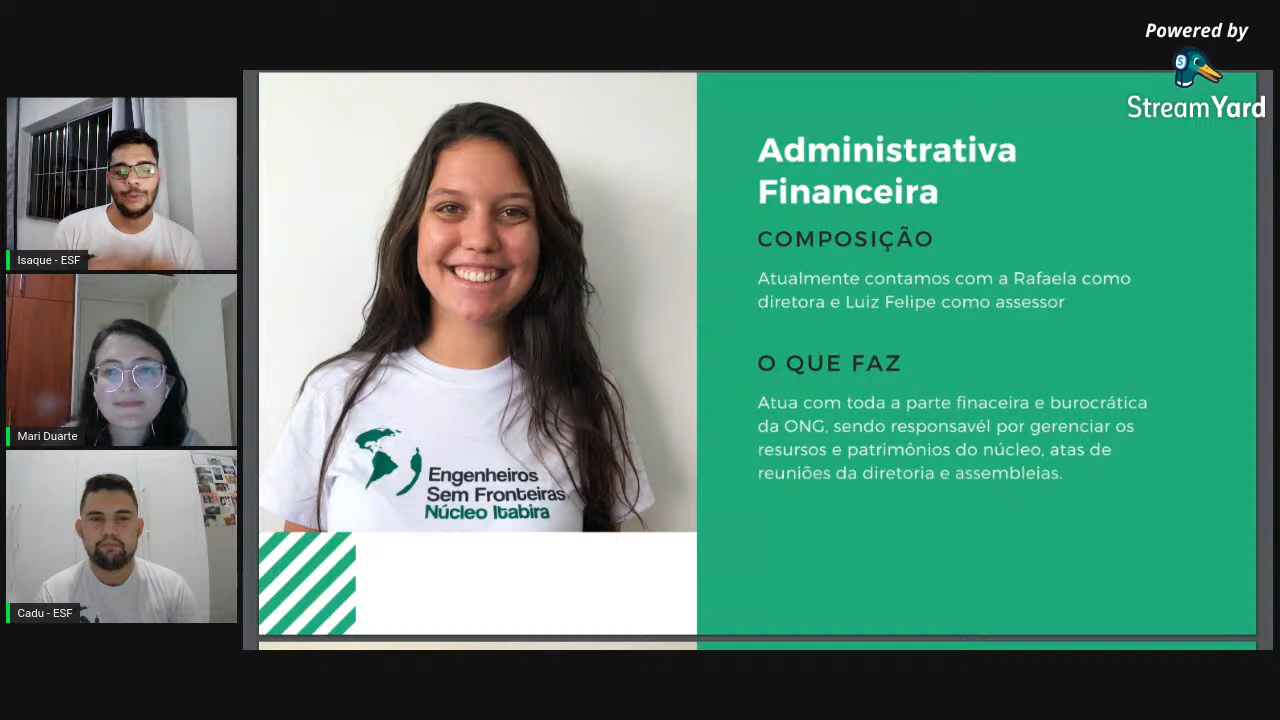 Powered by
StreamYard
Isaque - ESF
Mari Duarte
Cadu - ESF
Engenheiros
Sem Fronteiras
Núcleo Itabira
Administrativa
Financeira
COMPOSIÇÃO
Atualmente contamos com a Rafaela como
diretora e Luiz Felipe como assessor
O QUE FAZ
Atua com toda a parte finaceira e burocrática
da ONG, sendo responsavél por gerenciar os
resursos e patrimônios do núcleo, atas de
reuniões da diretoria e assembleias.